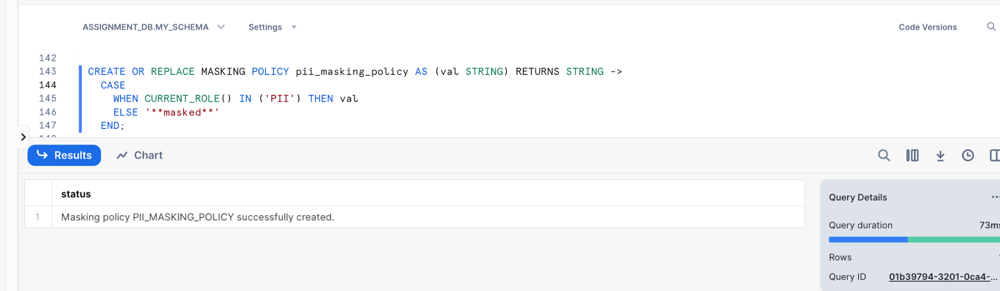 ASSIGNMENT_DB.MY_SCHEMA Settings Code Versions
142
143 CREATE OR REPLACE MASKING POLICY pii_masking_policy AS (val STRING) RETURNS STRING ->
144 CASE
145 WHEN CURRENT_ROLE() IN ('PII') THEN val
146 ELSE '**masked**'
147 END;
Results Chart
status
1 Masking policy PII_MASKING_POLICY successfully created.
Query Details ...
Query duration 73ms
Rows
Query ID 01b39794-3201-0ca4-...